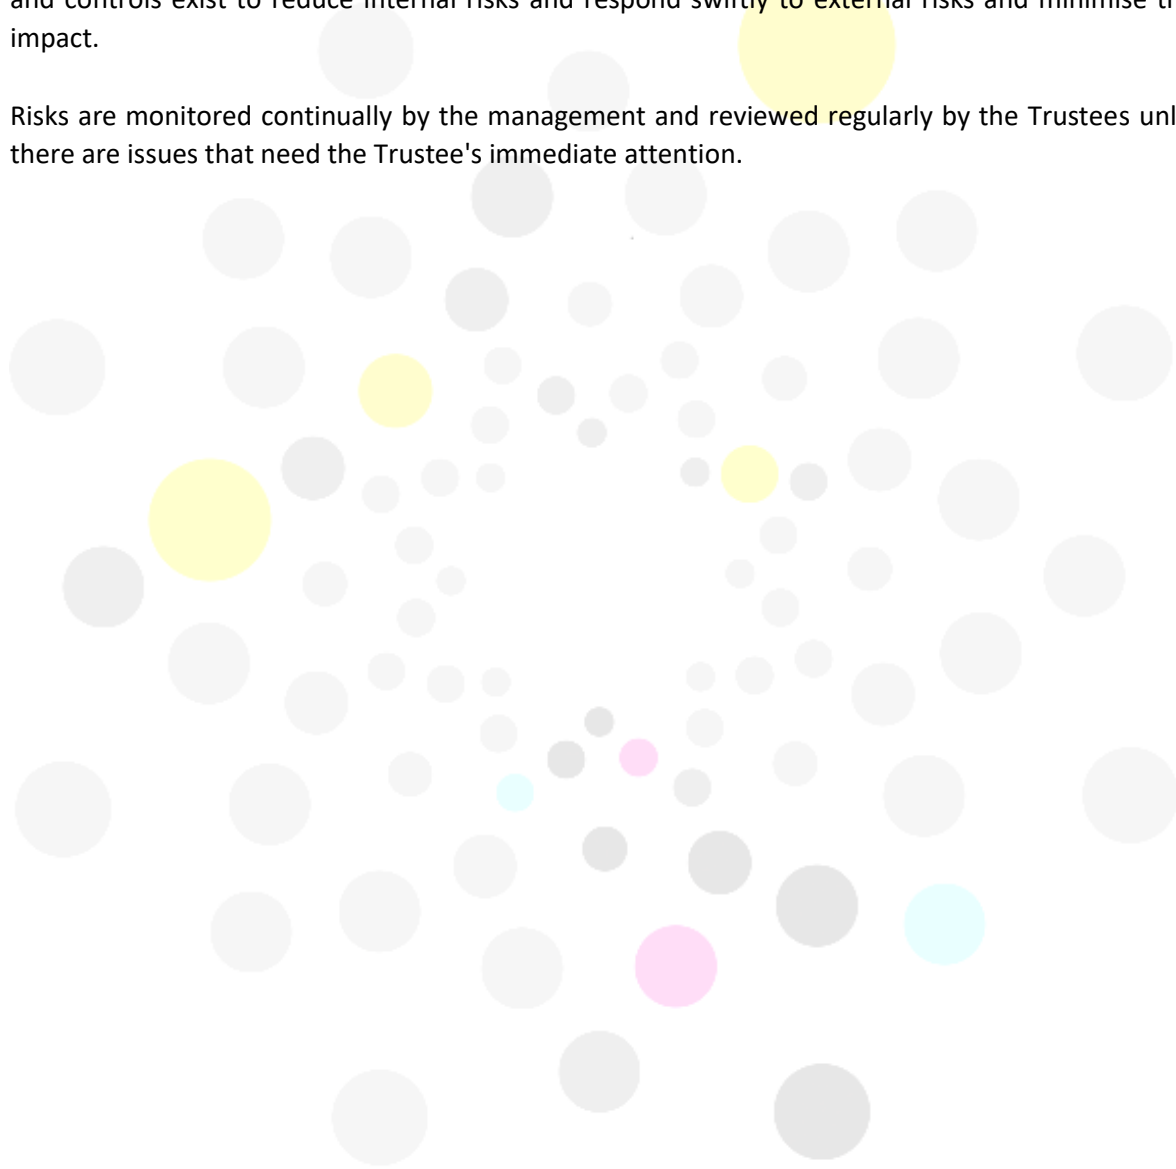 and controls exist to reduce internal risks and respond swiftly to external risks and minimise
impact.
Risks are monitored continually by the management and reviewed regularly by the Trustees
there are issues that need the Trustee's immediate attention.